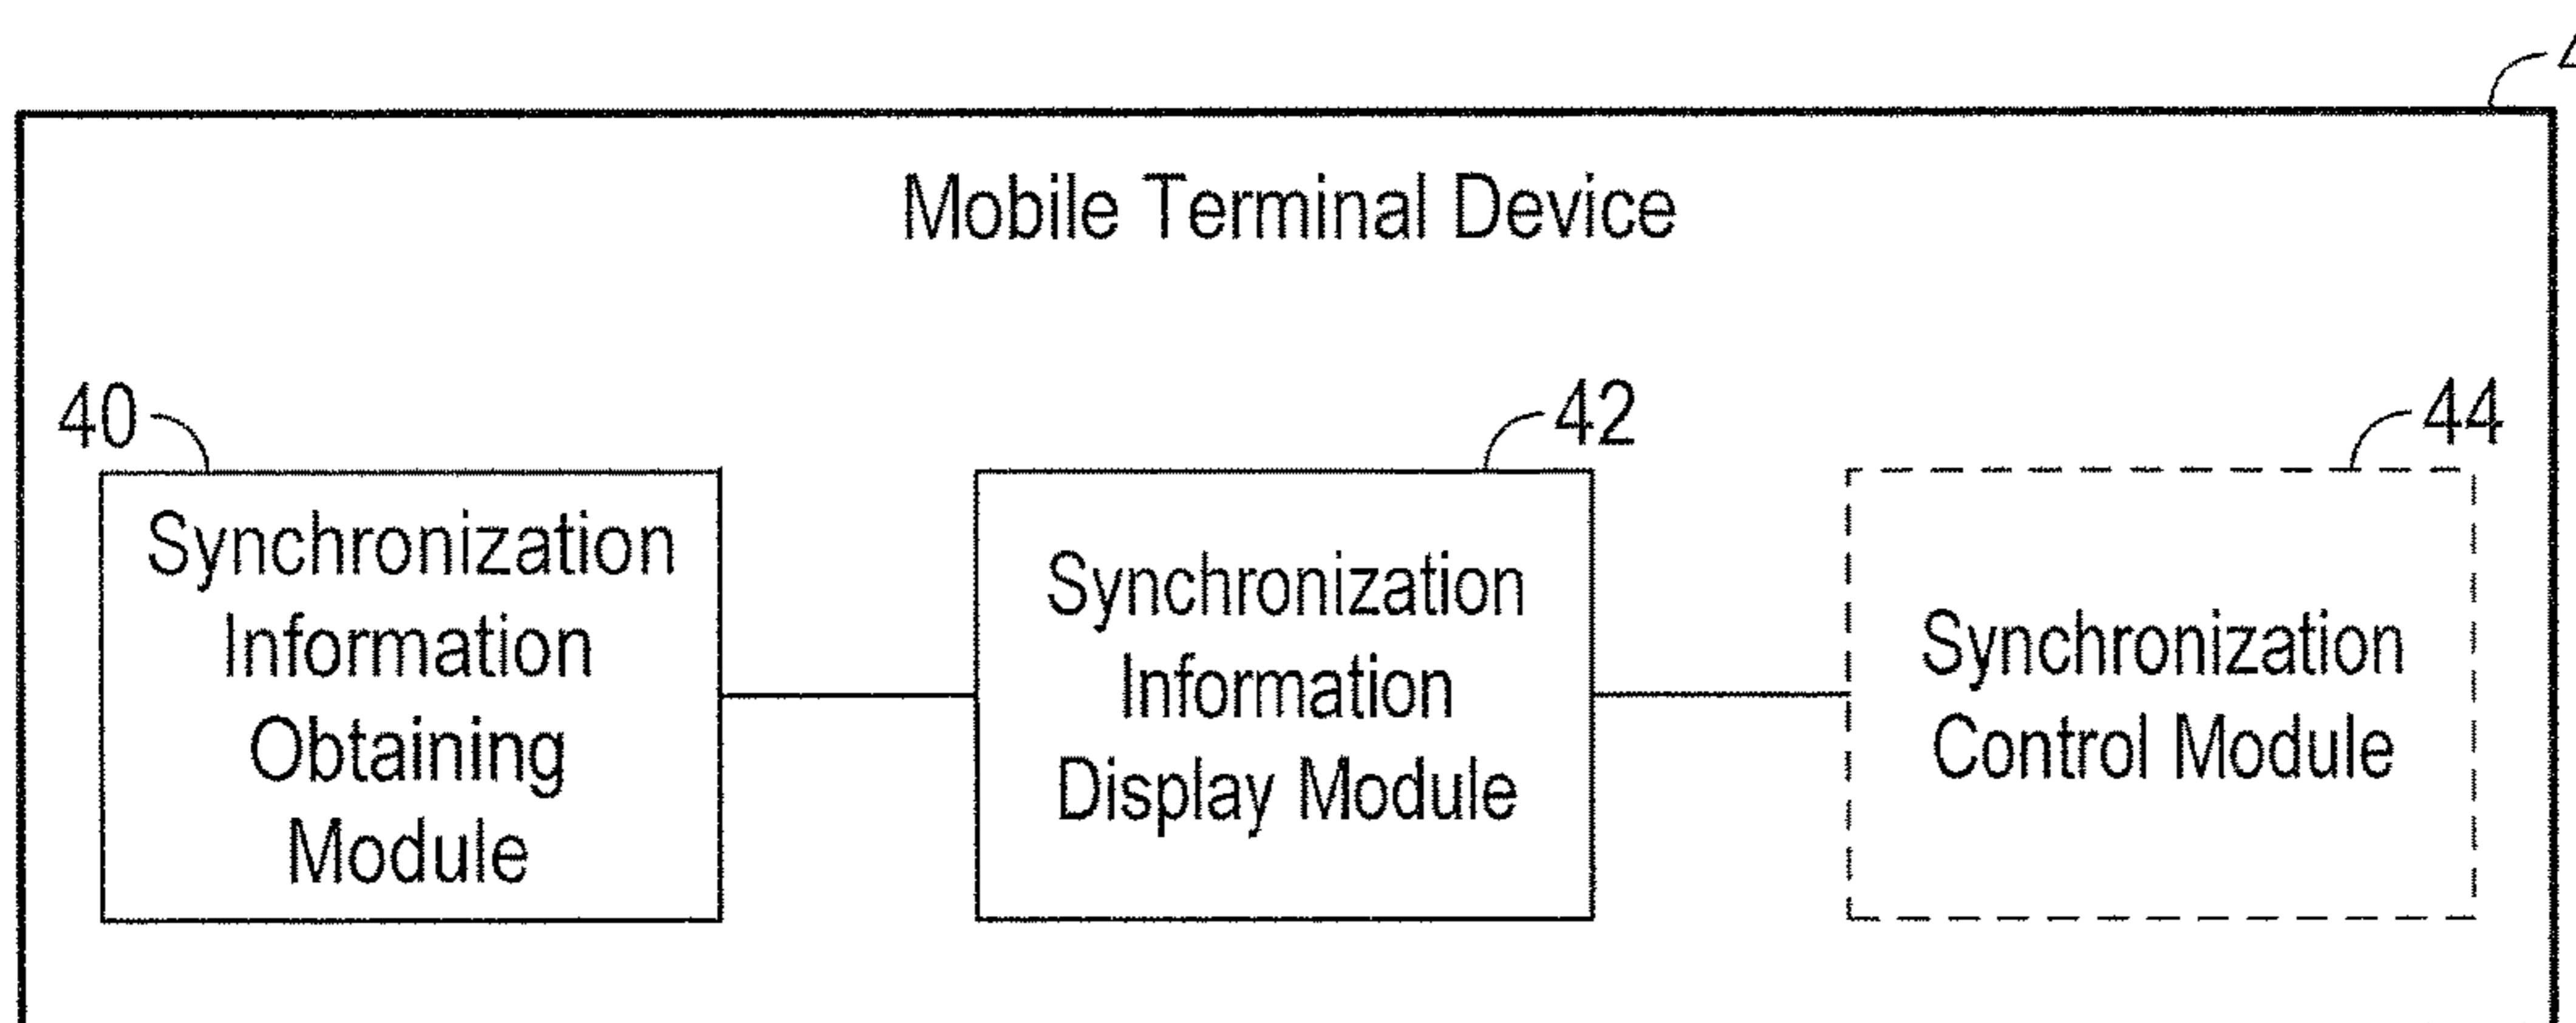 Mobile Terminal Device
40
42
44
Synchronization
Information
Obtaining
Module
Synchronization
Information
Display Module
Synchronization
Control Module